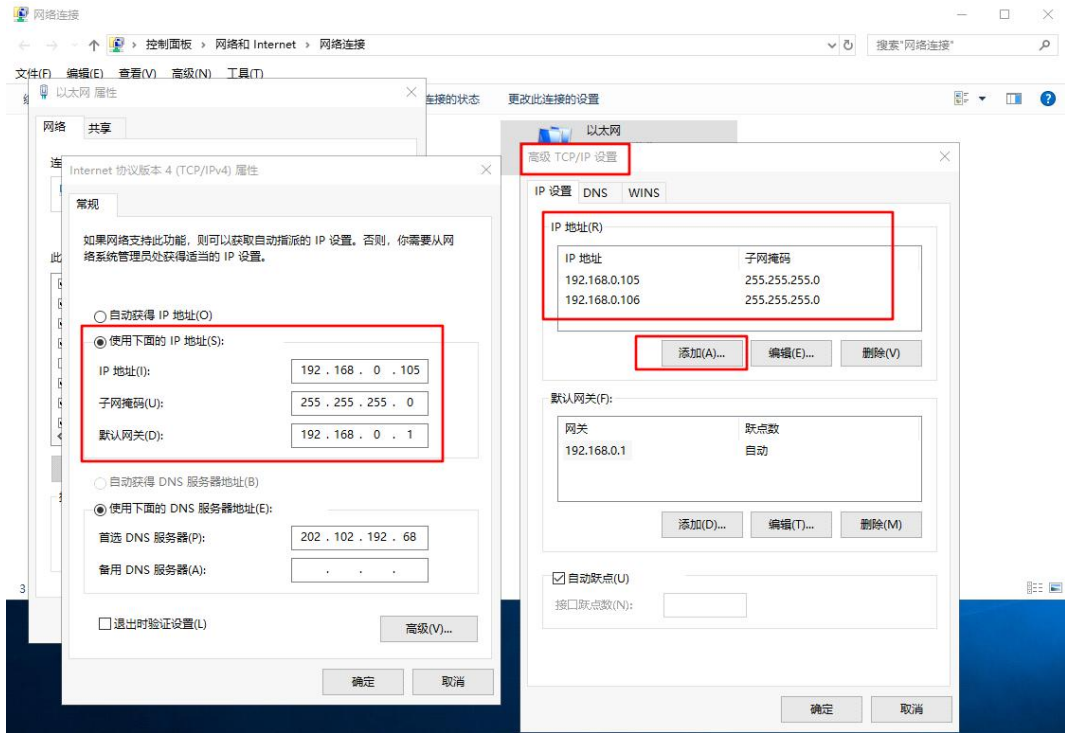 网络连接
控制面板 › 网络和 Internet › 网络连接
搜索"网络连接"
文件(F) 编辑(E) 查看(V) 高级(N) 工具(T)
连接的状态
更改此连接的设置
以太网 属性
网络
共享
以太网
Internet 协议版本 4 (TCP/IPv4) 属性
常规
如果网络支持此功能，则可以获取自动指派的 IP 设置。否则，你需要从网
络系统管理员处获得适当的 IP 设置。
自动获得 IP 地址(O)
使用下面的 IP 地址(S):
IP 地址(I): 192 . 168 . 0 . 105
子网掩码(U): 255 . 255 . 255 . 0
默认网关(D): 192 . 168 . 0 . 1
自动获得 DNS 服务器地址(B)
使用下面的 DNS 服务器地址(E):
首选 DNS 服务器(P): 202 . 102 . 192 . 68
备用 DNS 服务器(A): . . .
退出时验证设置(L)
高级(V)...
确定 取消
高级 TCP/IP 设置
IP 设置 DNS WINS
IP 地址(R)
IP 地址 子网掩码
192.168.0.105 255.255.255.0
192.168.0.106 255.255.255.0
添加(A)... 编辑(E)... 删除(V)
默认网关(F):
网关 跃点数
192.168.0.1 自动
添加(D)... 编辑(T)... 删除(M)
自动跃点(U)
接口跃点数(N):
确定 取消
3